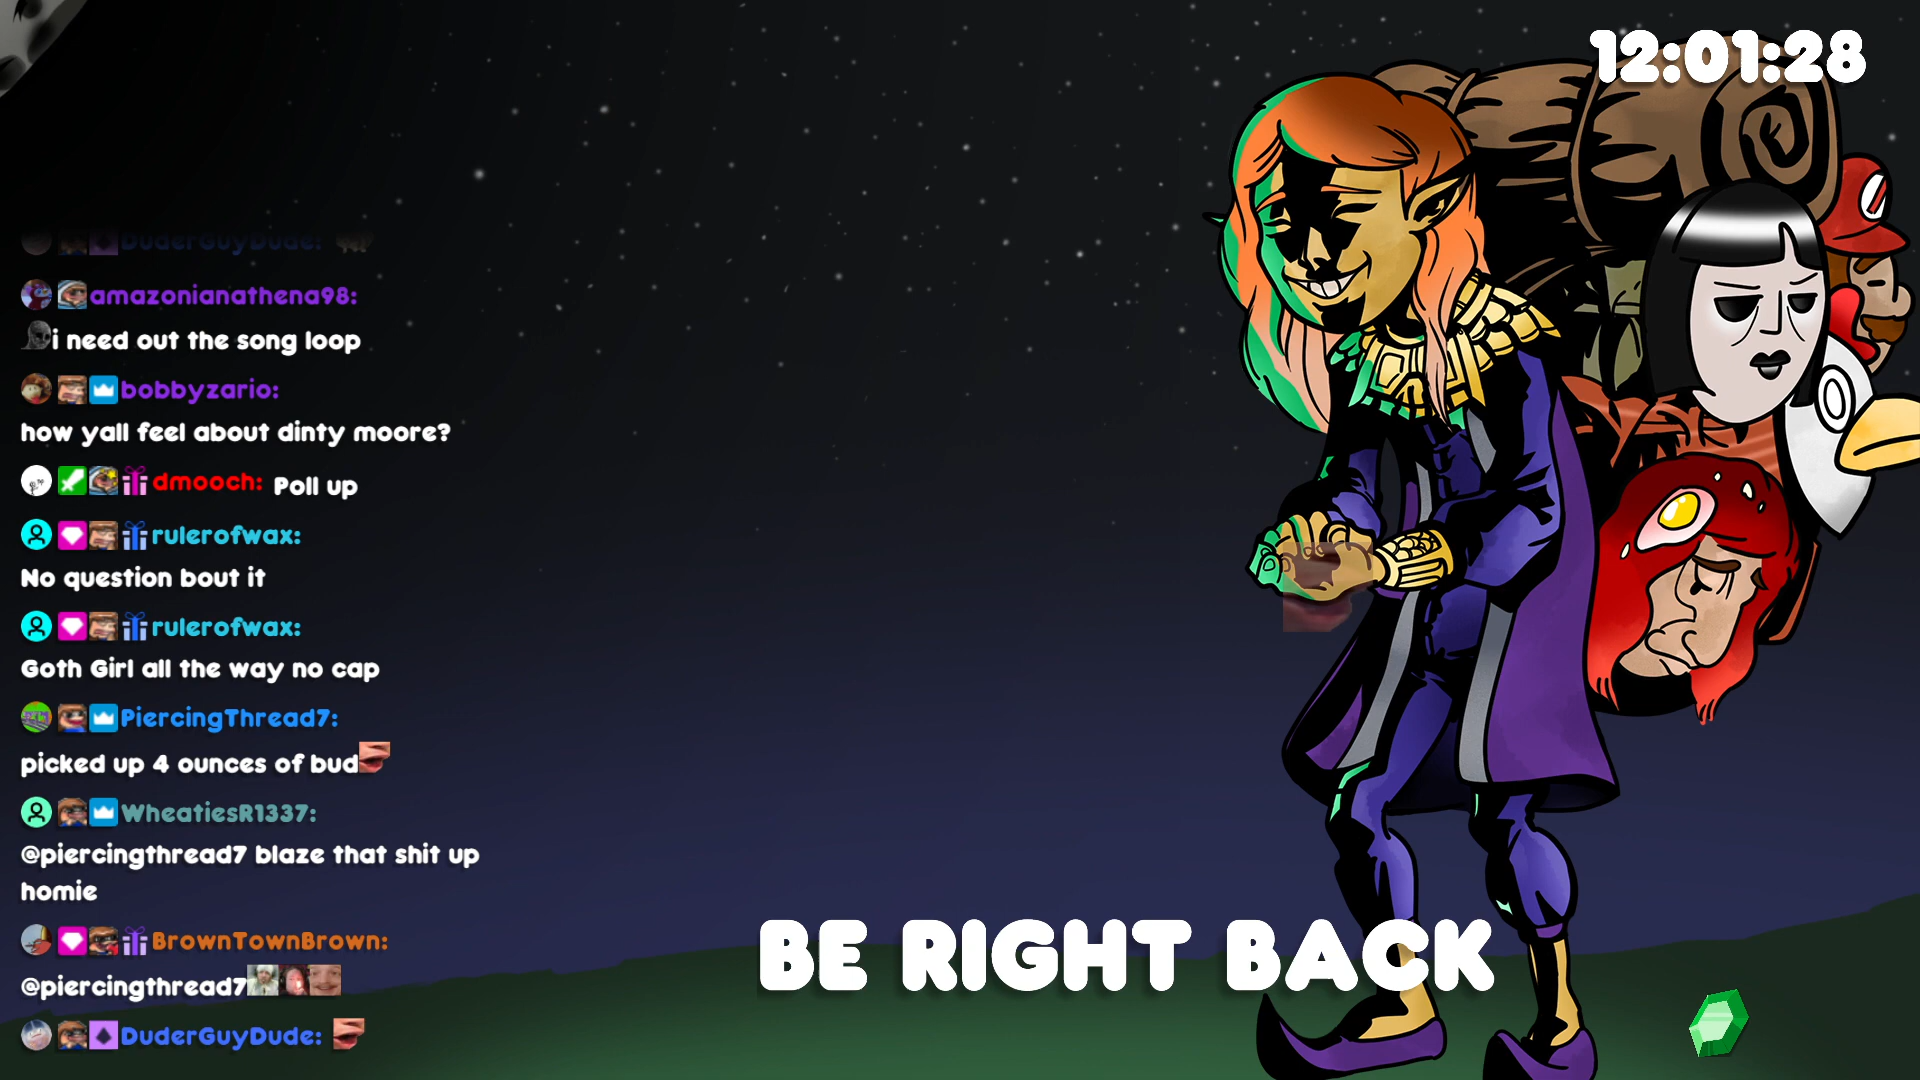 12:01:28
DuderGuyDude:
amazonianathena98:
i need out the song loop
bobbyzario:
how yall feel about dinty moore?
dmooch: Poll up
rulerofwax:
No question bout it
rulerofwax:
Goth Girl all the way no cap
PiercingThread7:
picked up 4 ounces of bud
WheatiesR1337:
@piercingthread7 blaze that shit up
homie
BrownTownBrown:
@piercingthread7
DuderGuyDude:
BE RIGHT BACK